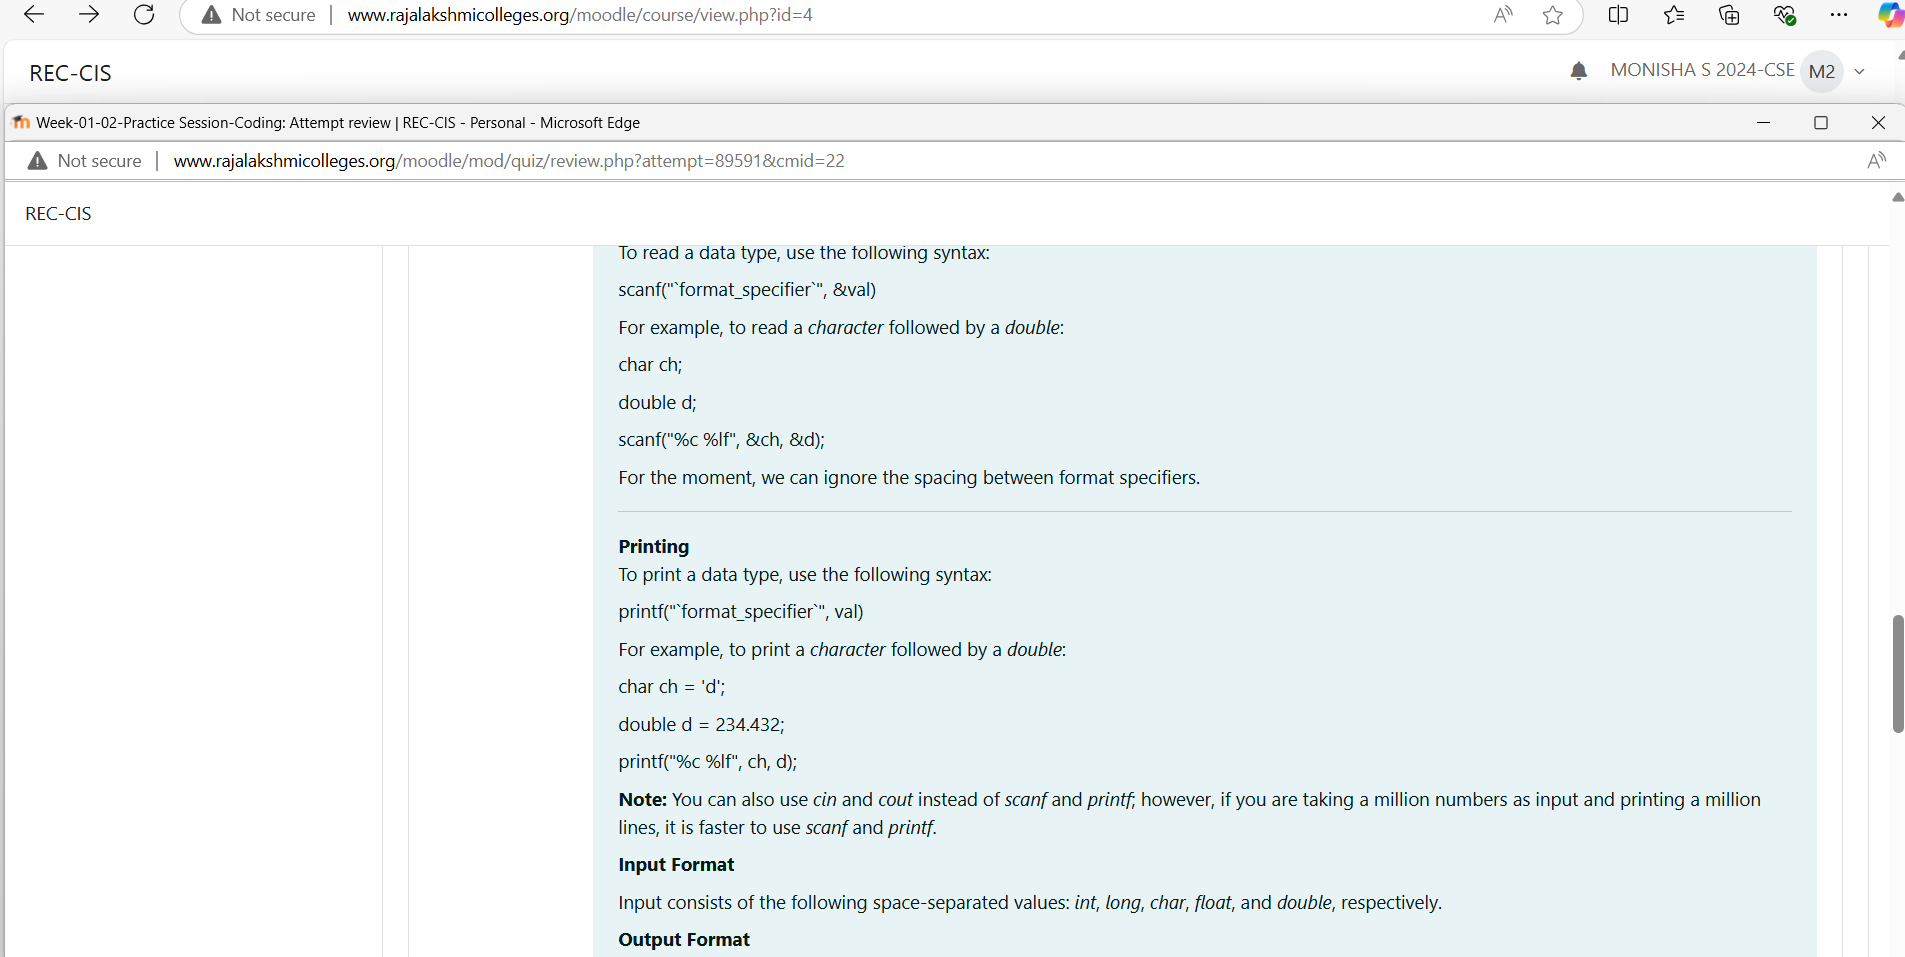 Not secure | www.rajalakshmicolleges.org/moodle/course/view.php?id=4
REC-CIS
MONISHA S 2024-CSE M2
Week-01-02-Practice Session-Coding: Attempt review | REC-CIS - Personal - Microsoft Edge
Not secure | www.rajalakshmicolleges.org/moodle/mod/quiz/review.php?attempt=89591&cmid=22
REC-CIS
To read a data type, use the following syntax:
scanf("`format_specifier`", &val)
For example, to read a character followed by a double:
char ch;
double d;
scanf("%c %lf", &ch, &d);
For the moment, we can ignore the spacing between format specifiers.
Printing
To print a data type, use the following syntax:
printf("`format_specifier`", val)
For example, to print a character followed by a double:
char ch = 'd';
double d = 234.432;
printf("%c %lf", ch, d);
Note: You can also use cin and cout instead of scanf and printf; however, if you are taking a million numbers as input and printing a million
lines, it is faster to use scanf and printf.
Input Format
Input consists of the following space-separated values: int, long, char, float, and double, respectively.
Output Format